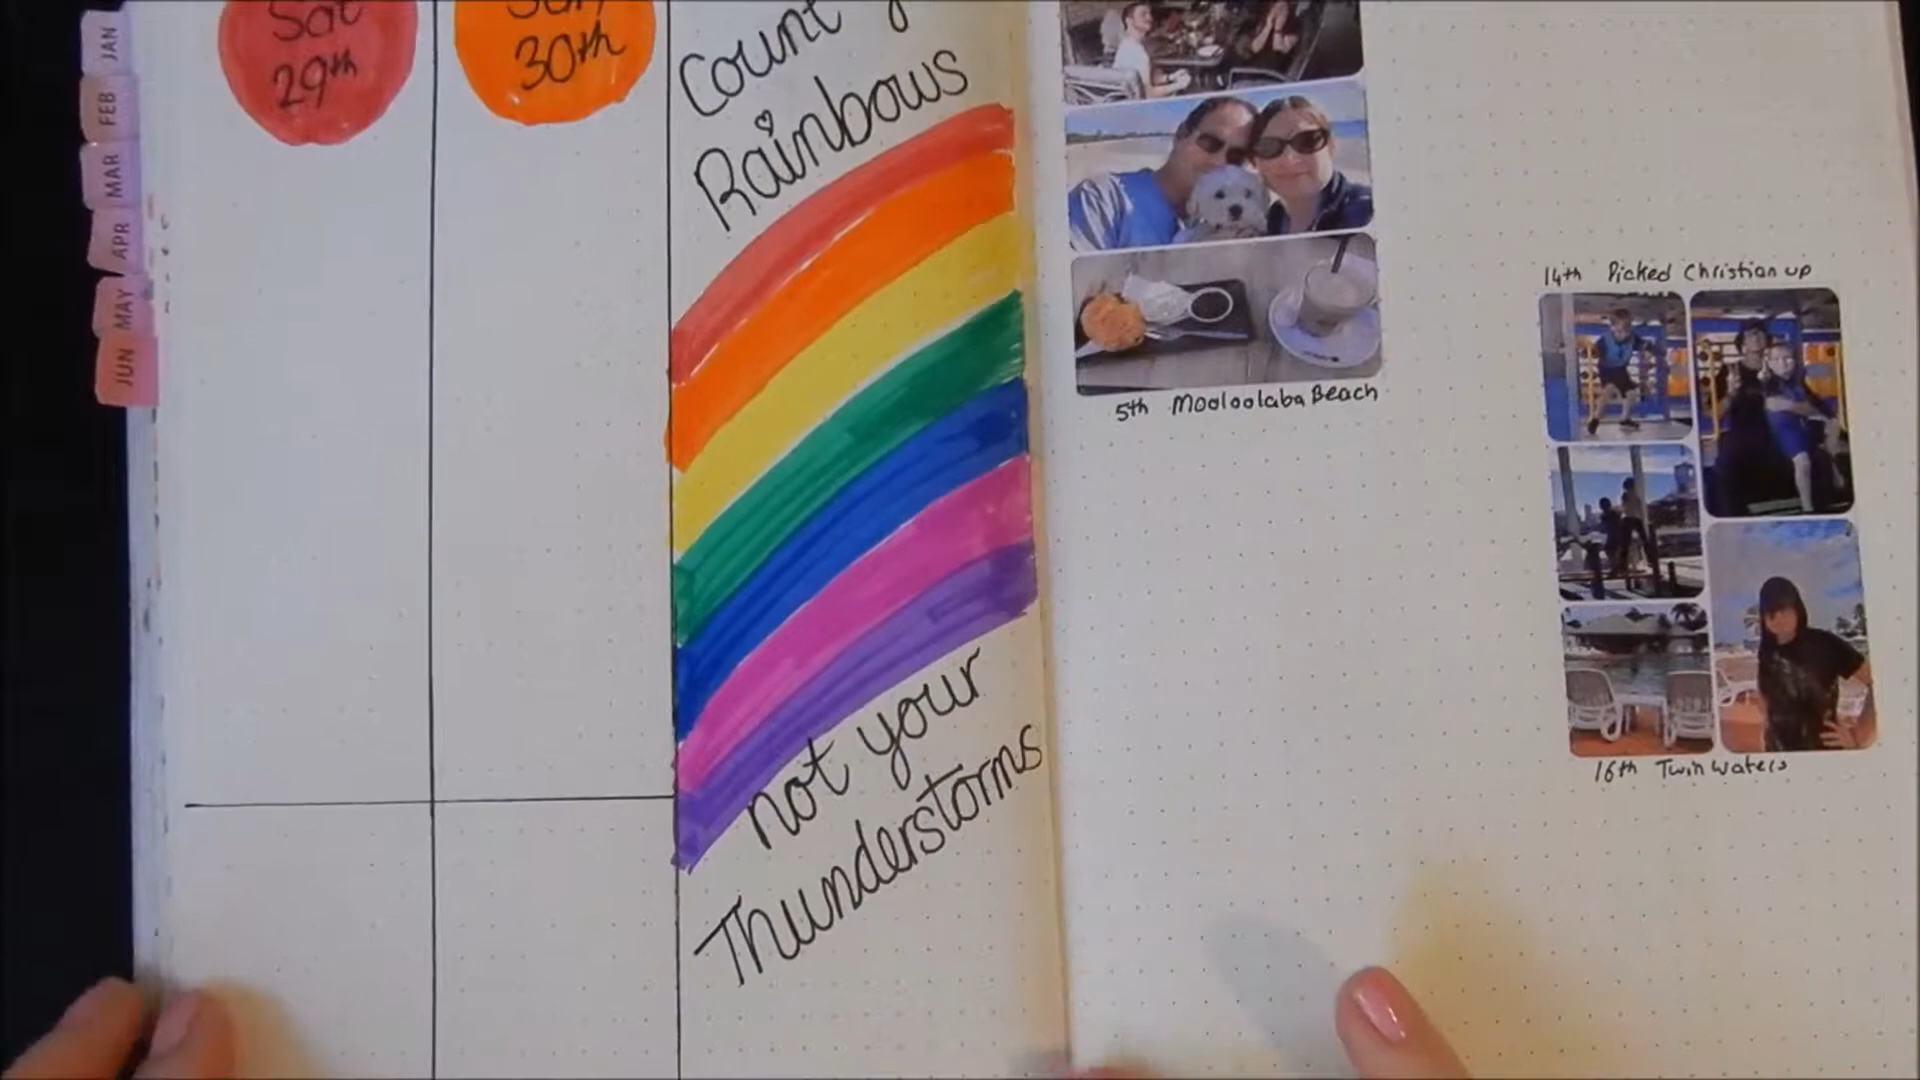 JAN
FEB
MAR
APR
MAY
JUN
Sat
29th
30th
Count
Rainbows
not your
Thunderstorms
5th Mooloolaba Beach
14th Picked Christian up
16th Twin Waters